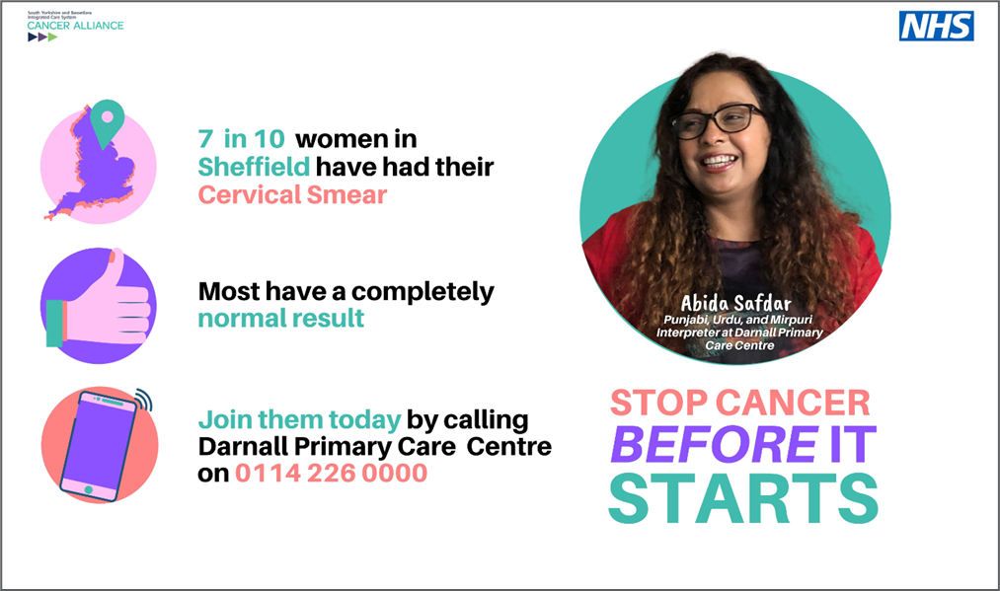 South Yorkshire and Bassetlaw
Integrated Care System
CANCER ALLIANCE
NHS
7 in 10 women in
Sheffield have had their
Cervical Smear
Most have a completely
normal result
Join them today by calling
Darnall Primary Care Centre
on 0114 226 0000
Abida Safdar
Punjabi, Urdu, and Mirpuri
Interpreter at Darnall Primary
Care Centre
STOP CANCER
BEFORE IT
STARTS